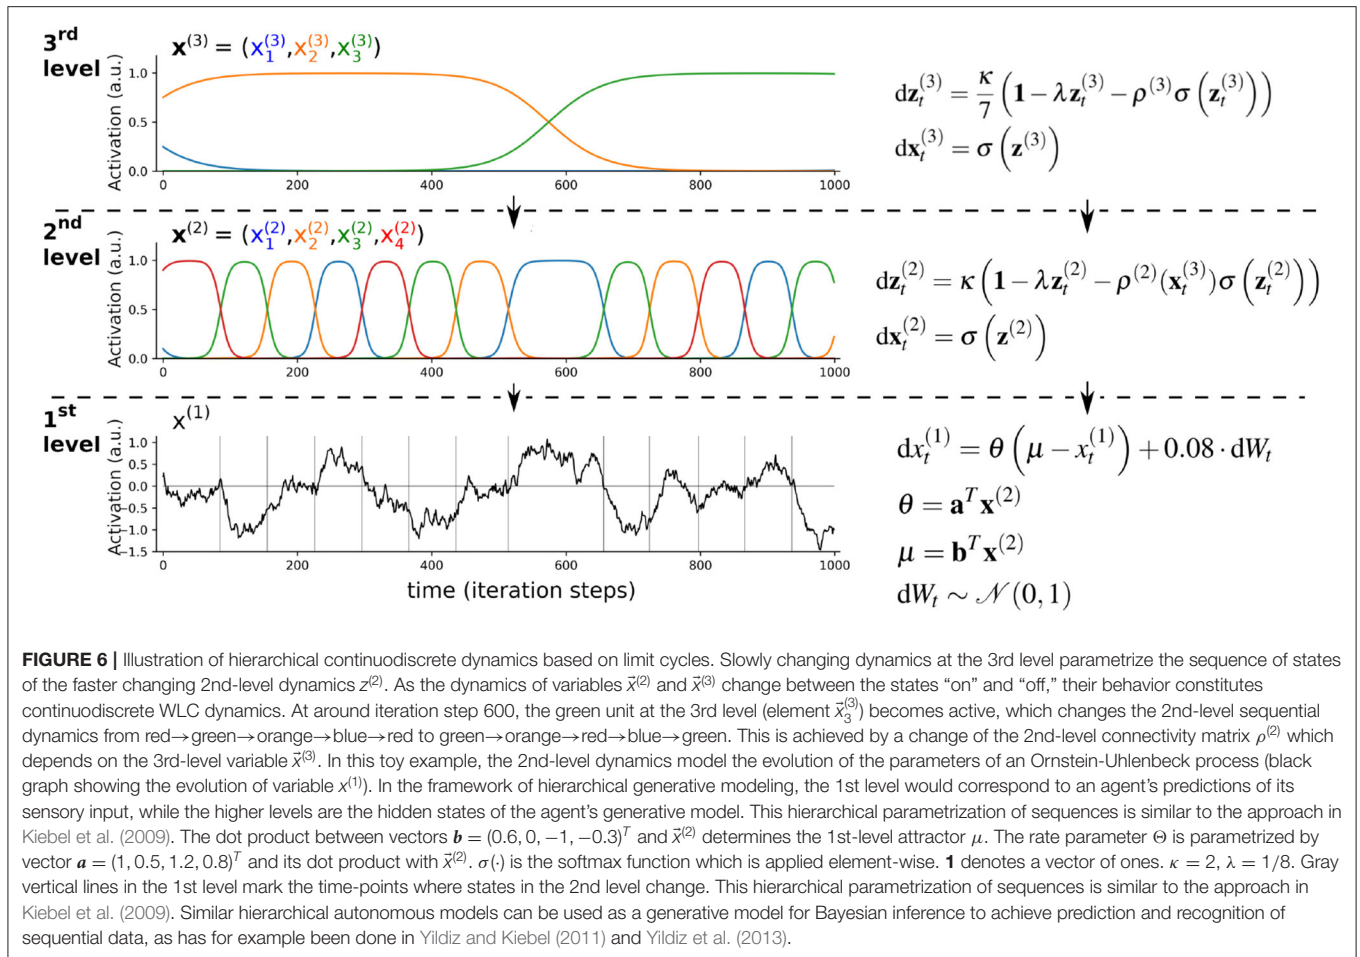 3rd level
x(3) = (x1(3),x2(3),x3(3))
Activation (a.u.)
1.0
0.5
0.0
0 200 400 600 800 1000
dz_t^(3) = κ/7 (1 − λz_t^(3) − ρ^(3)σ(z_t^(3)))
dx_t^(3) = σ(z^(3))
2nd level
x(2) = (x1(2),x2(2),x3(2),x4(2))
Activation (a.u.)
1.0
0.5
0.0
0 200 400 600 800 1000
dz_t^(2) = κ(1 − λz_t^(2) − ρ^(2)(x_t^(3))σ(z_t^(2)))
dx_t^(2) = σ(z^(2))
1st level
x(1)
Activation (a.u.)
1.0
0.5
0.0
−0.5
−1.0
−1.5
0 200 400 600 800 1000
time (iteration steps)
dx_t^(1) = θ(μ − x_t^(1)) + 0.08 · dW_t
θ = a^T x^(2)
μ = b^T x^(2)
dW_t ∼ 𝒩(0, 1)
FIGURE 6 | Illustration of hierarchical continuodiscrete dynamics based on limit cycles. Slowly changing dynamics at the 3rd level parametrize the sequence of states
of the faster changing 2nd-level dynamics z(2). As the dynamics of variables x⃗(2) and x⃗(3) change between the states “on” and “off,” their behavior constitutes
continuodiscrete WLC dynamics. At around iteration step 600, the green unit at the 3rd level (element x⃗3(3)) becomes active, which changes the 2nd-level sequential
dynamics from red→green→orange→blue→red to green→orange→red→blue→green. This is achieved by a change of the 2nd-level connectivity matrix ρ(2) which
depends on the 3rd-level variable x⃗(3). In this toy example, the 2nd-level dynamics model the evolution of the parameters of an Ornstein-Uhlenbeck process (black
graph showing the evolution of variable x(1)). In the framework of hierarchical generative modeling, the 1st level would correspond to an agent’s predictions of its
sensory input, while the higher levels are the hidden states of the agent’s generative model. This hierarchical parametrization of sequences is similar to the approach in
Kiebel et al. (2009). The dot product between vectors b = (0.6, 0, −1, −0.3)T and x⃗(2) determines the 1st-level attractor μ. The rate parameter Θ is parametrized by
vector a = (1, 0.5, 1.2, 0.8)T and its dot product with x⃗(2). σ(·) is the softmax function which is applied element-wise. 1 denotes a vector of ones. κ = 2, λ = 1/8. Gray
vertical lines in the 1st level mark the time-points where states in the 2nd level change. This hierarchical parametrization of sequences is similar to the approach in
Kiebel et al. (2009). Similar hierarchical autonomous models can be used as a generative model for Bayesian inference to achieve prediction and recognition of
sequential data, as has for example been done in Yildiz and Kiebel (2011) and Yildiz et al. (2013).